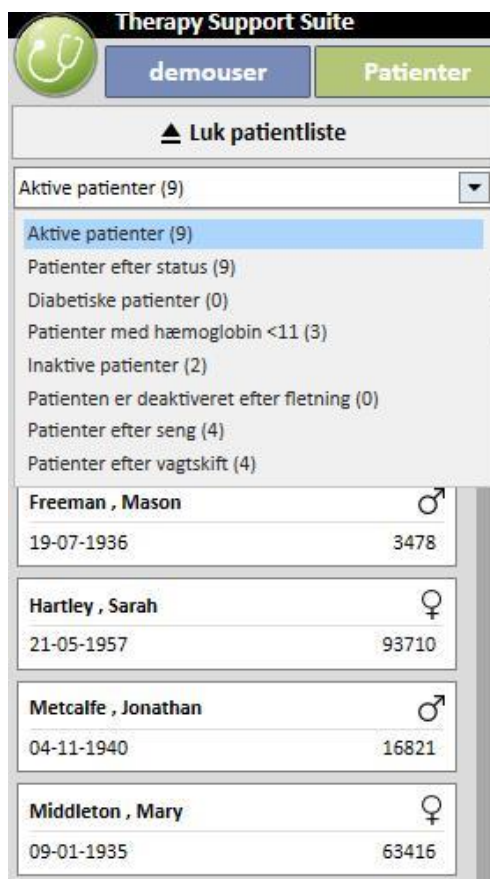 Therapy Support Suite
demouser
Patienter
Luk patientliste
Aktive patienter (9)
Aktive patienter (9)
Patienter efter status (9)
Diabetiske patienter (0)
Patienter med hæmoglobin <11 (3)
Inaktive patienter (2)
Patienten er deaktiveret efter fletning (0)
Patienter efter seng (4)
Patienter efter vagtskift (4)
Freeman , Mason
19-07-1936 3478
Hartley , Sarah
21-05-1957 93710
Metcalfe , Jonathan
04-11-1940 16821
Middleton , Mary
09-01-1935 63416